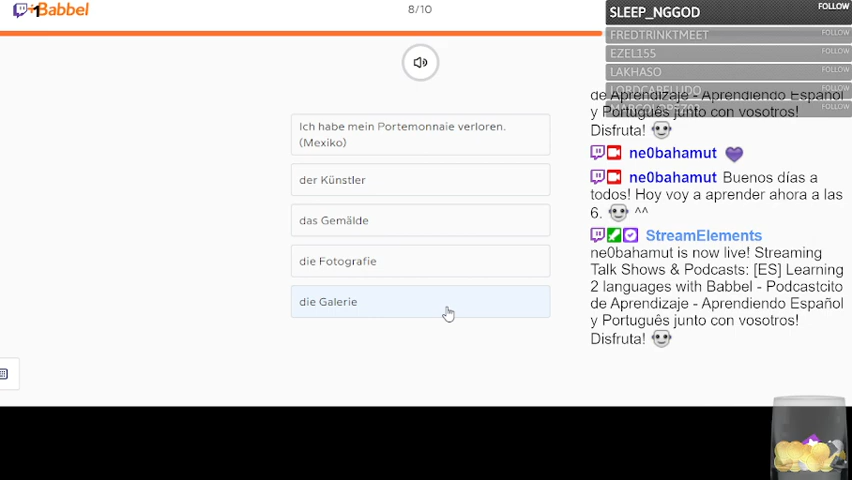 +Babbel
1
8/10
Ich habe mein Portemonnaie verloren.
(Mexiko)
der Künstler
das Gemälde
die Fotografie
die Galerie
SLEEP_NGGOD
FOLLOW
FREDTRINKTMEET
FOLLOW
EZEL155
FOLLOW
LAKHASO
FOLLOW
LORDCABELUDO
FOLLOW
FOLLOW
de Aprendizaje - Aprendiendo Español
y Portugués junto con vosotros!
Disfruta!
ne0bahamut
ne0bahamut Buenos días a
todos! Hoy voy a aprender ahora a las
6. ^^
StreamElements
ne0bahamut is now live! Streaming
Talk Shows & Podcasts: [ES] Learning
2 languages with Babbel - Podcastcito
de Aprendizaje - Aprendiendo Español
y Português junto con vosotros!
Disfruta!